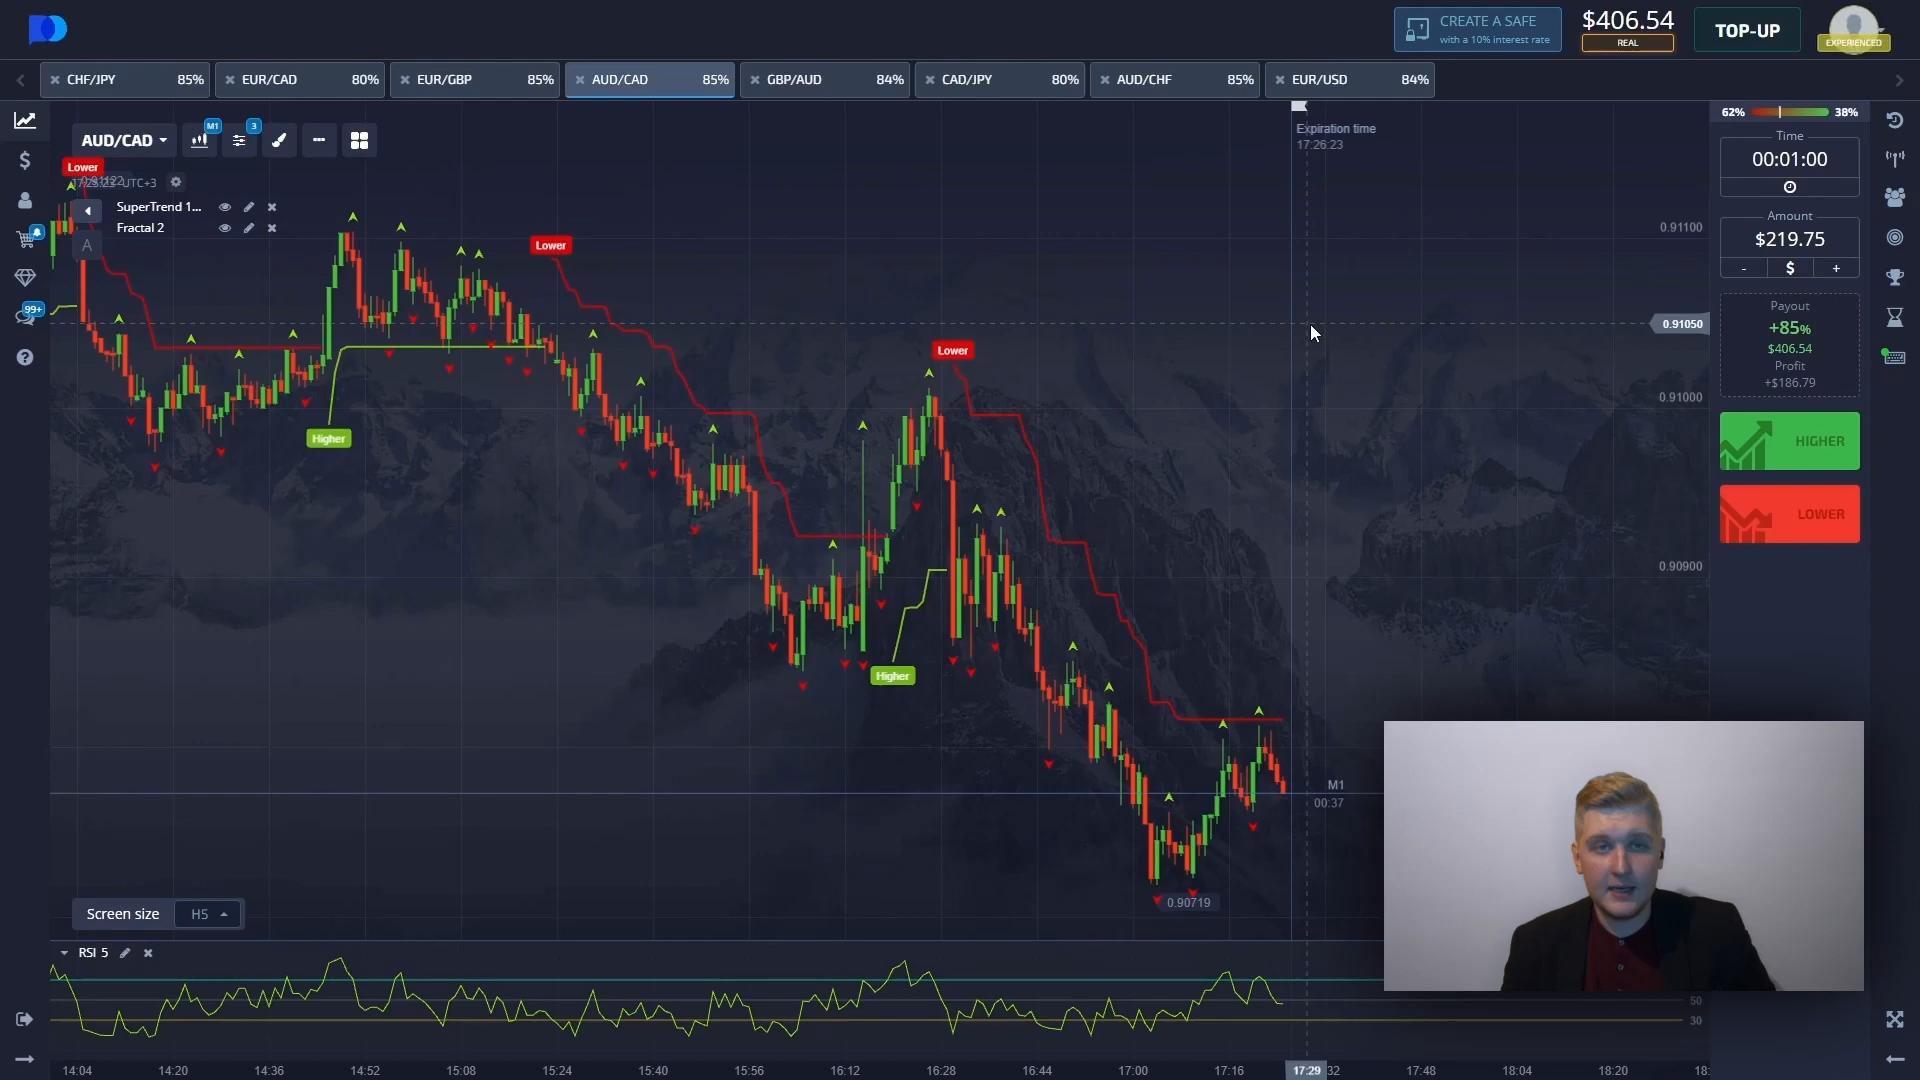 CREATE A SAFE
with a 10% interest rate
$406.54
REAL
TOP-UP
EXPERIENCED
CHF/JPY 85%
EUR/CAD 80%
EUR/GBP 85%
AUD/CAD 85%
GBP/AUD 84%
CAD/JPY 80%
AUD/CHF 85%
EUR/USD 84%
AUD/CAD
M1
3
Lower
UTC+3
SuperTrend 1...
Fractal 2
A
99+
Expiration time
17:26:23
62% 38%
Time
00:01:00
Amount
$219.75
- $ +
Payout
+85%
$406.54
Profit
+$186.79
HIGHER
LOWER
0.91100
0.91050
0.91000
0.90900
Lower
Lower
Higher
Higher
M1
00:37
0.90719
Screen size H5
RSI 5
50
30
14:04 14:20 14:36 14:52 15:08 15:24 15:40 15:56 16:12 16:28 16:44 17:00 17:16 17:29 32 17:48 18:04 18:20 18: